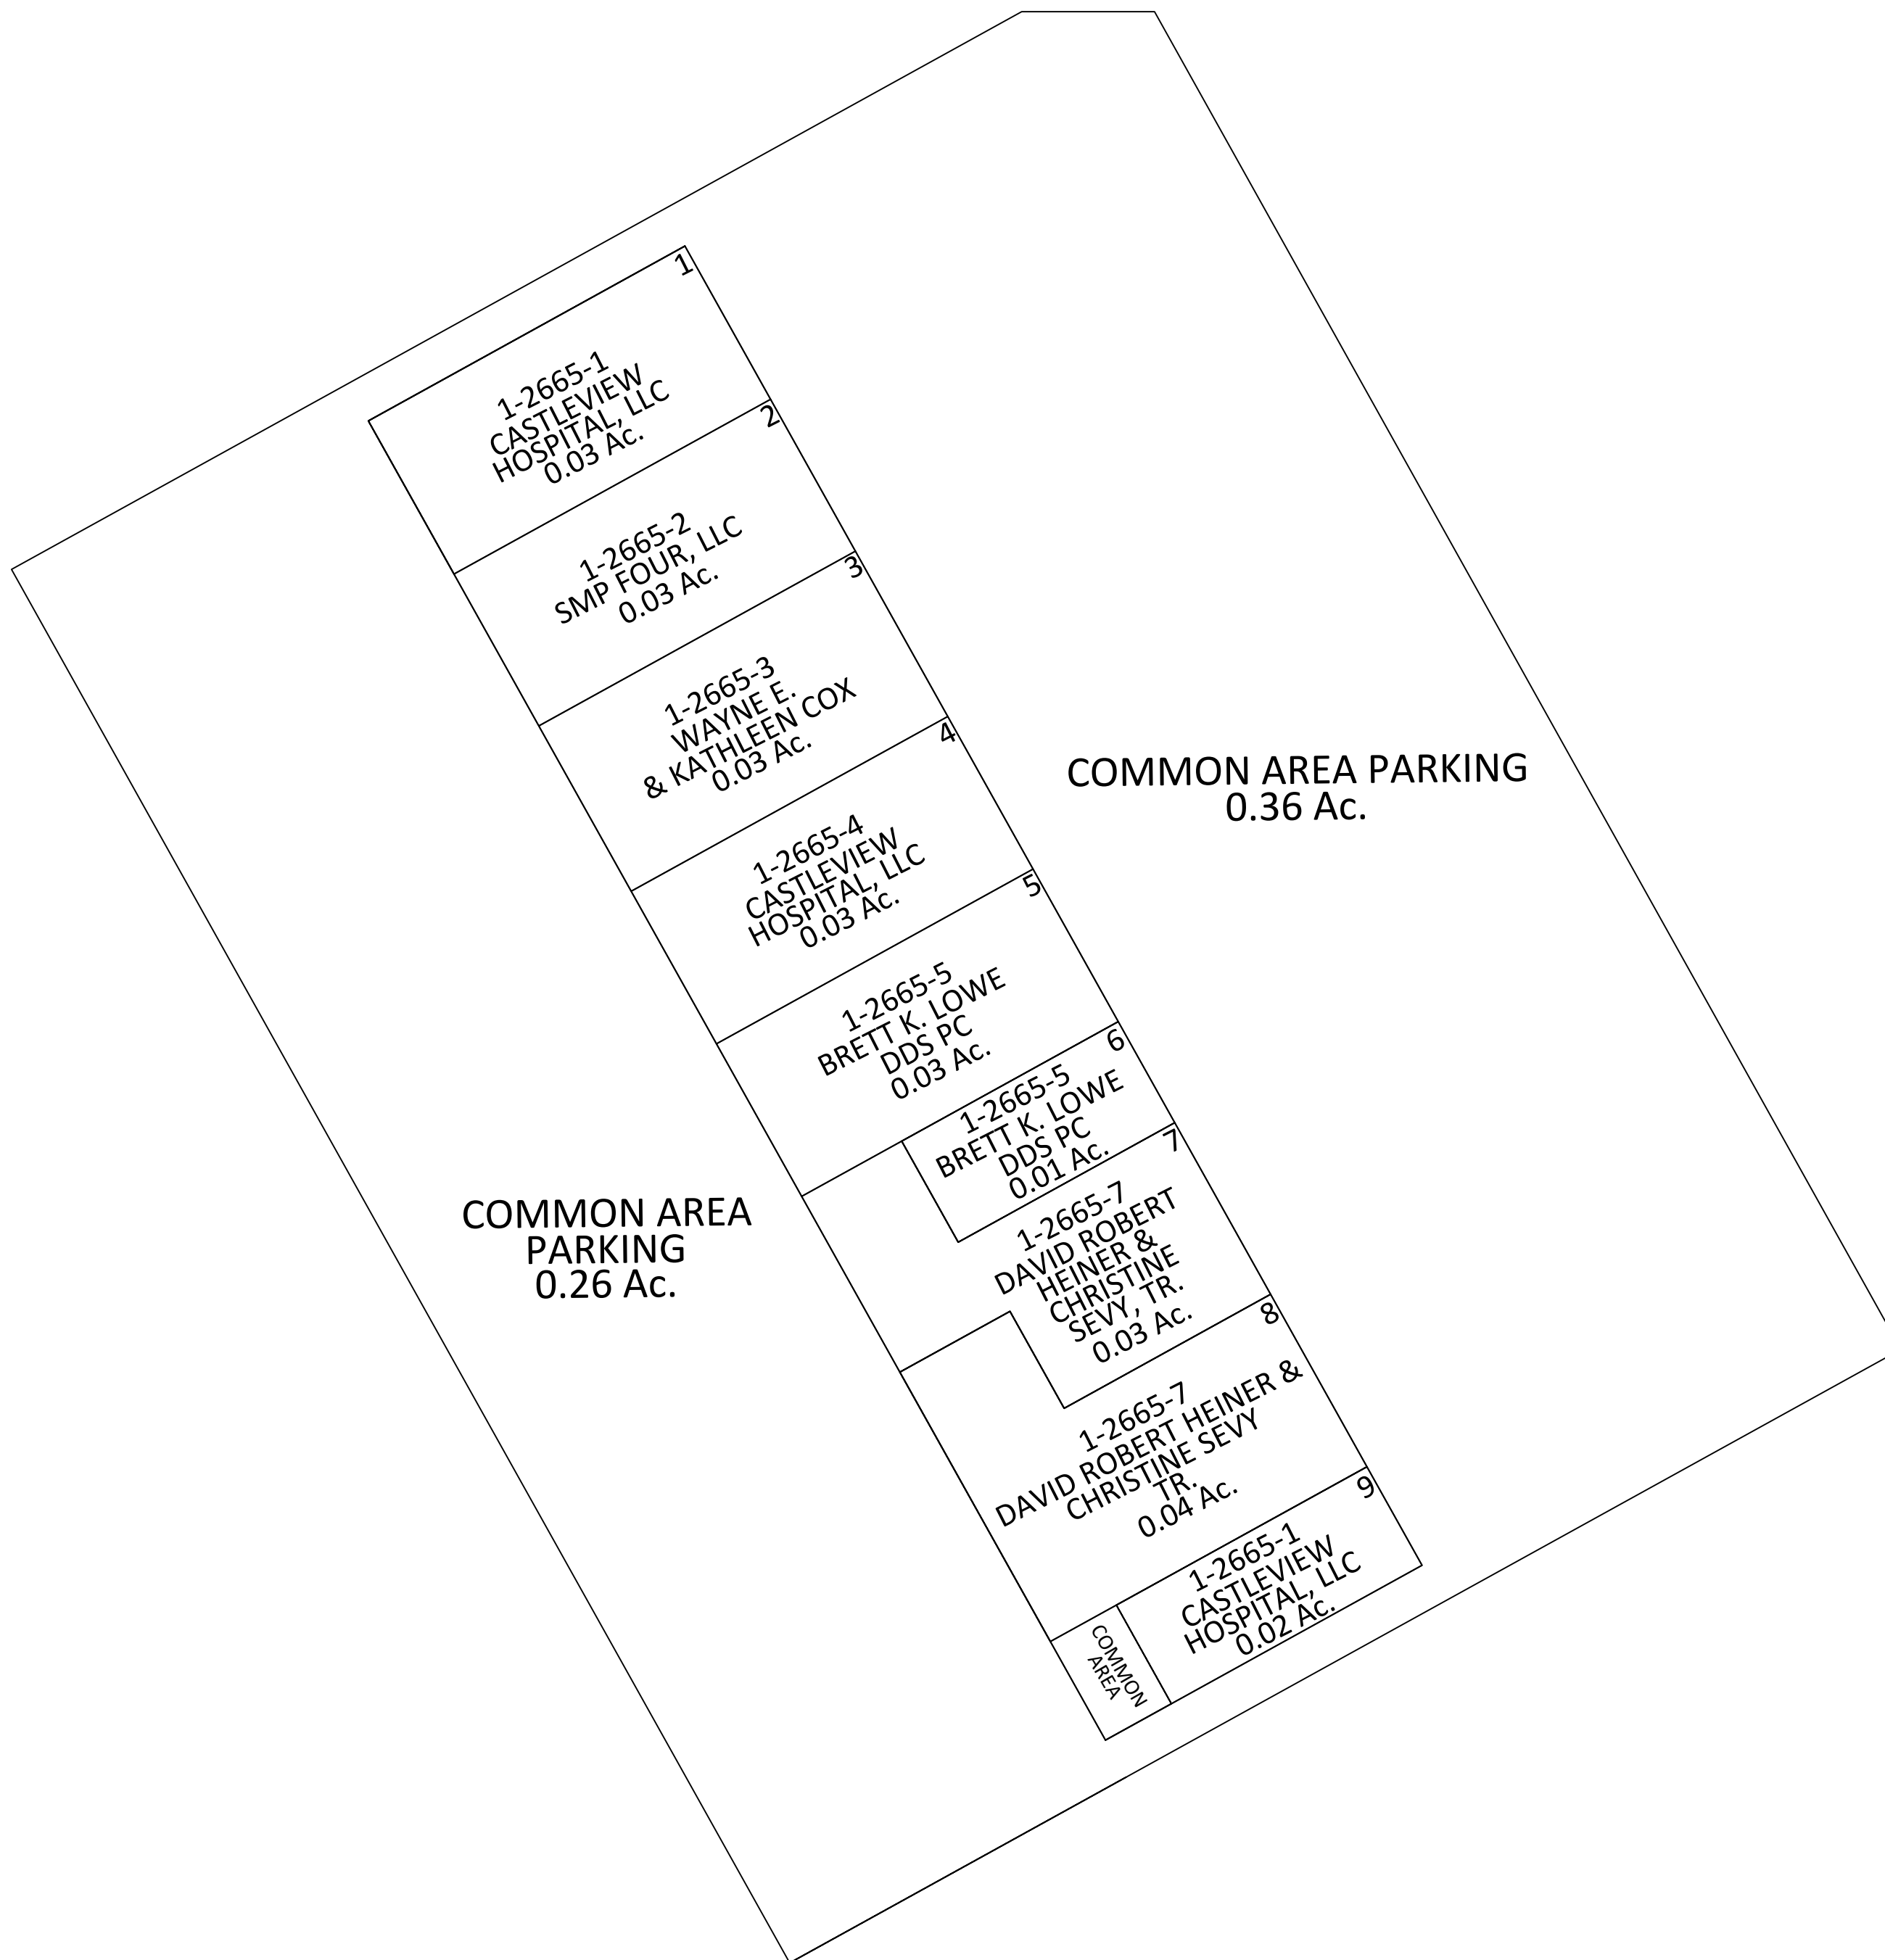 1
1-2665-1
CASTLEVIEW
HOSPITAL, LLC
0.03 Ac.
2
1-2665-2
SMP FOUR, LLC
0.03 Ac.
3
1-2665-3
WAYNE E.
& KATHLEEN COX
0.03 Ac.
4
1-2665-4
CASTLEVIEW
HOSPITAL, LLC
0.03 Ac.
COMMON AREA PARKING
0.36 Ac.
5
1-2665-5
BRETT K. LOWE
DDS PC
0.03 Ac.
6
1-2665-5
BRETT K. LOWE
DDS PC
0.01 Ac.
7
1-2665-7
DAVID ROBERT
HEINER &
CHRISTINE
SEVY, TR.
0.03 Ac.
COMMON AREA
PARKING
0.26 Ac.
8
1-2665-7
DAVID ROBERT HEINER &
CHRISTINE SEVY
TR.
0.04 Ac.
9
1-2665-1
CASTLEVIEW
HOSPITAL, LLC
0.02 Ac.
COMMON
AREA